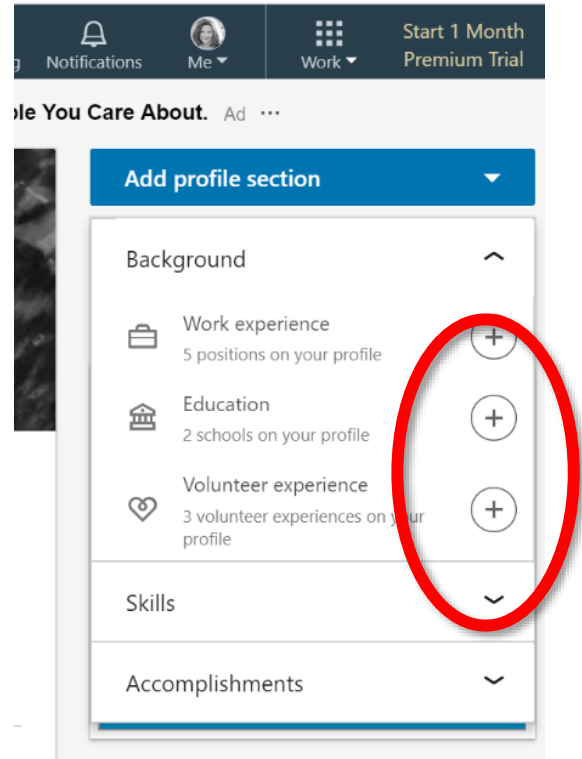 Start 1 Month
Notifications Me Work Premium Trial
You Care About. Ad ...
Add profile section
Background
Work experience
5 positions on your profile
Education
2 schools on your profile
Volunteer experience
3 volunteer experiences on your
profile
Skills
Accomplishments